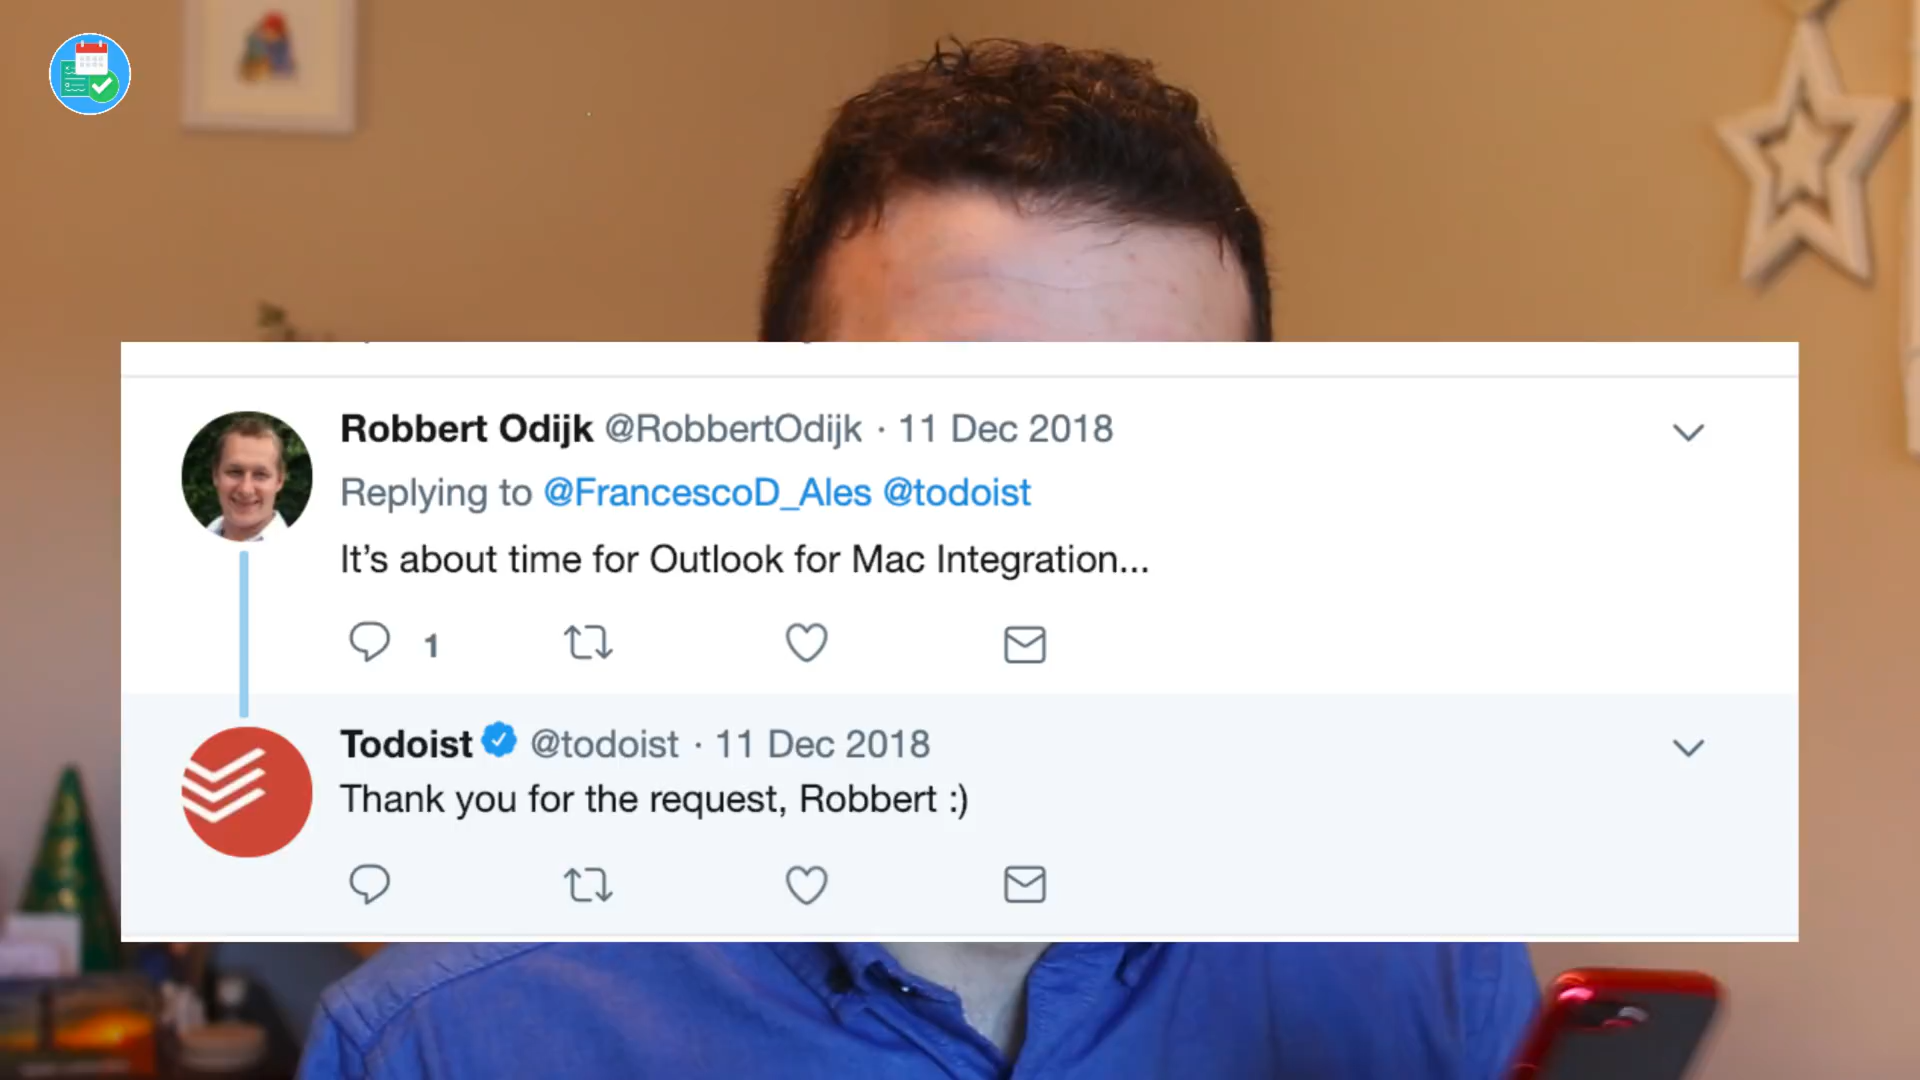 Robbert Odijk @RobbertOdijk · 11 Dec 2018
Replying to @FrancescoD_Ales @todoist
It’s about time for Outlook for Mac Integration...
1
Todoist @todoist · 11 Dec 2018
Thank you for the request, Robbert :)